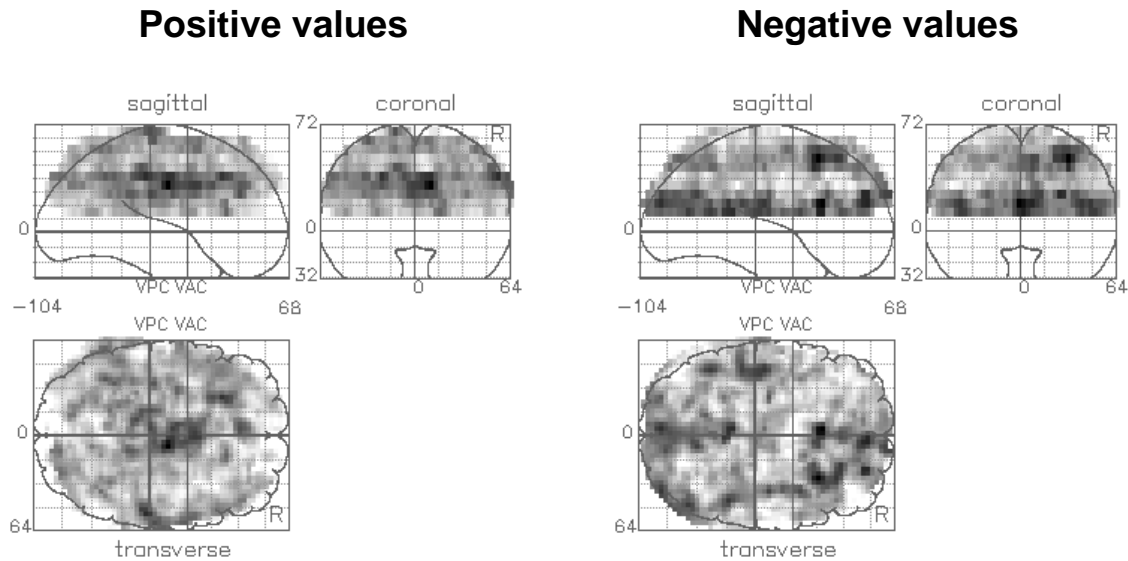 Positive values
Negative values
sagittal
coronal
72
R
0
0
32
VPC VAC
0
64
−104
68
VPC VAC
0
64
R
transverse
sagittal
coronal
72
R
0
0
32
VPC VAC
0
64
−104
68
VPC VAC
0
64
R
transverse